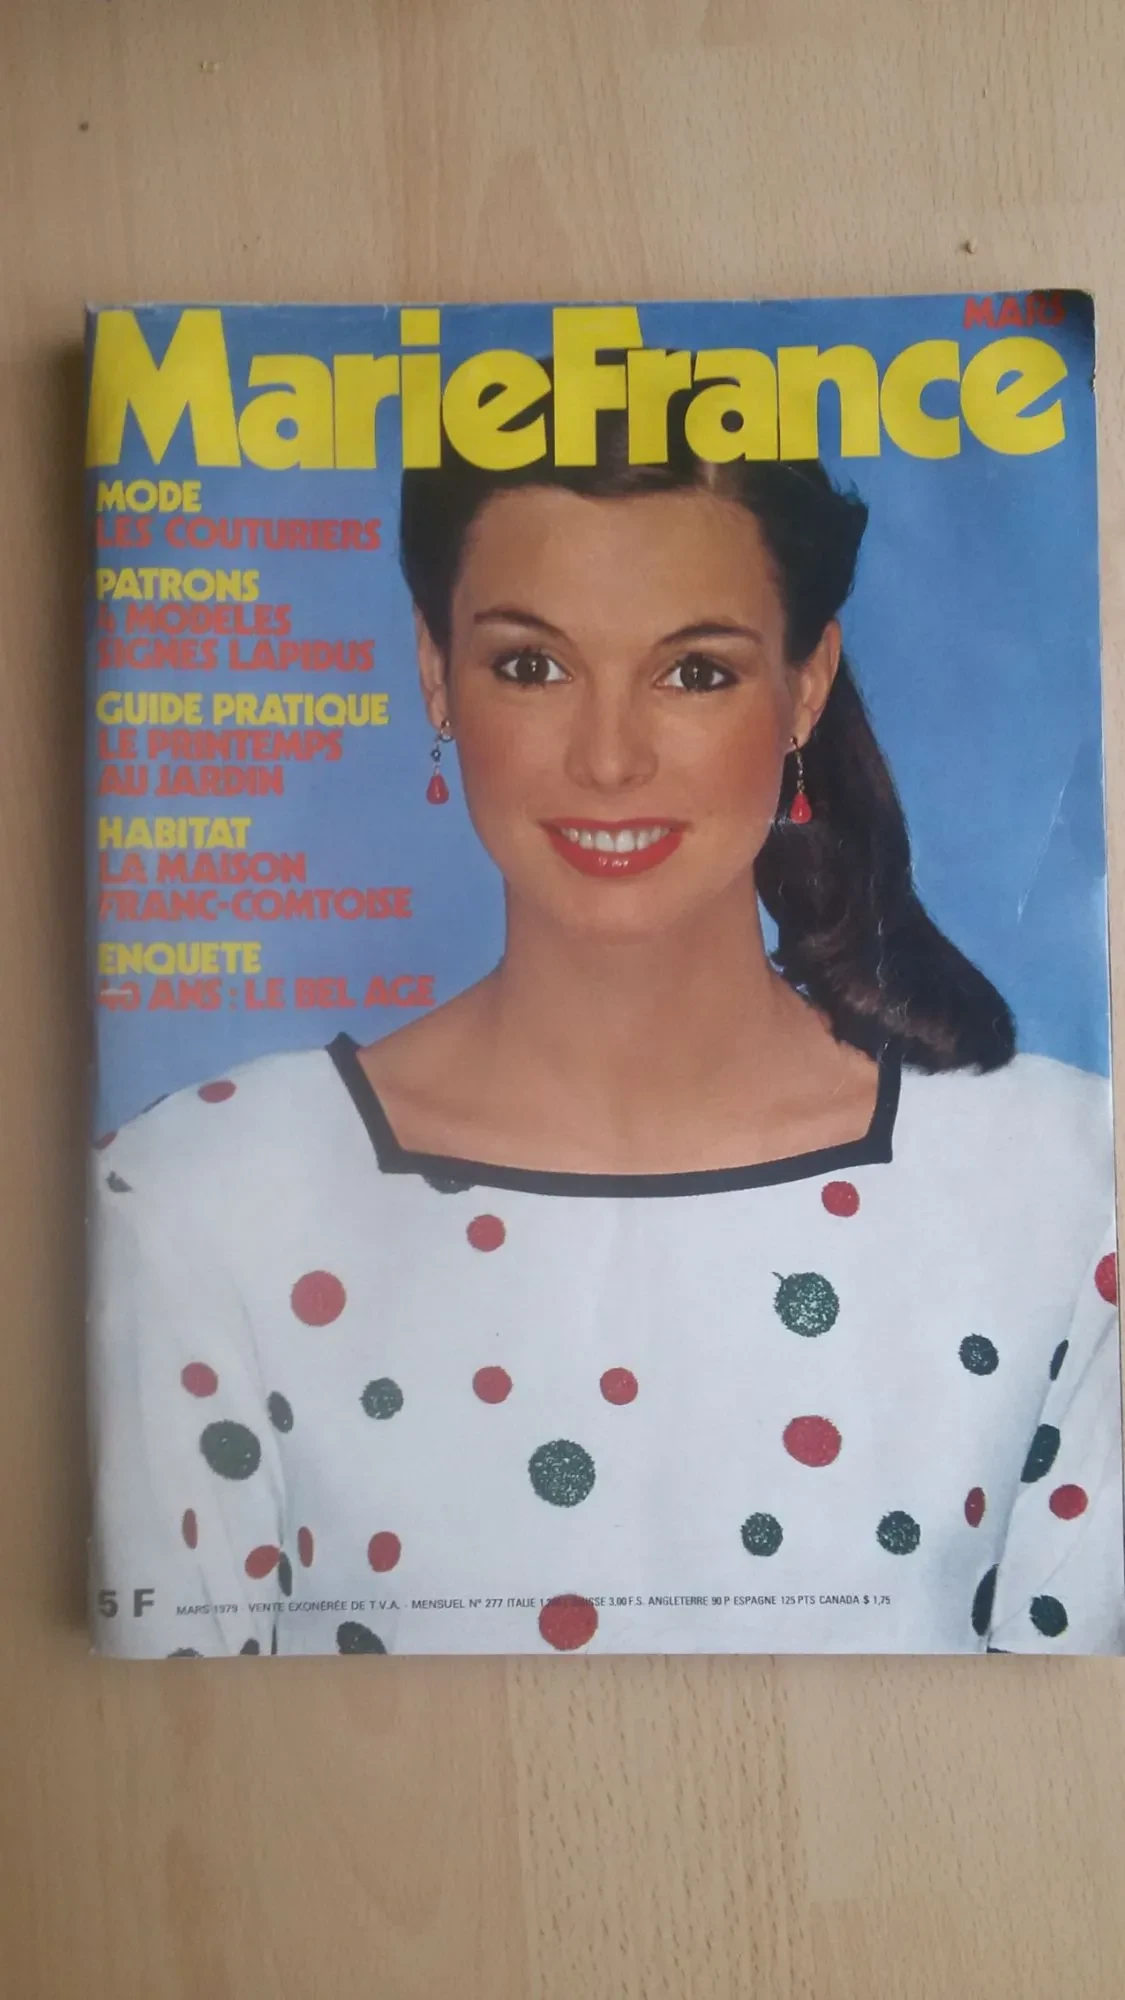 MARS
MarieFrance
MODE
LES COUTURIERS
PATRONS
4 MODELES
SIGNES LAPIDUS
GUIDE PRATIQUE
LE PRINTEMPS
AU JARDIN
HABITAT
LA MAISON
FRANC-COMTOISE
ENQUETE
40 ANS : LE BEL AGE
5 F
MARS 1979 - VENTE EXONÉRÉE DE T.V.A. - MENSUEL N° 277 ITALIE 3,00 F.S. ANGLETERRE 90 P ESPAGNE 125 PTS CANADA $ 1,75